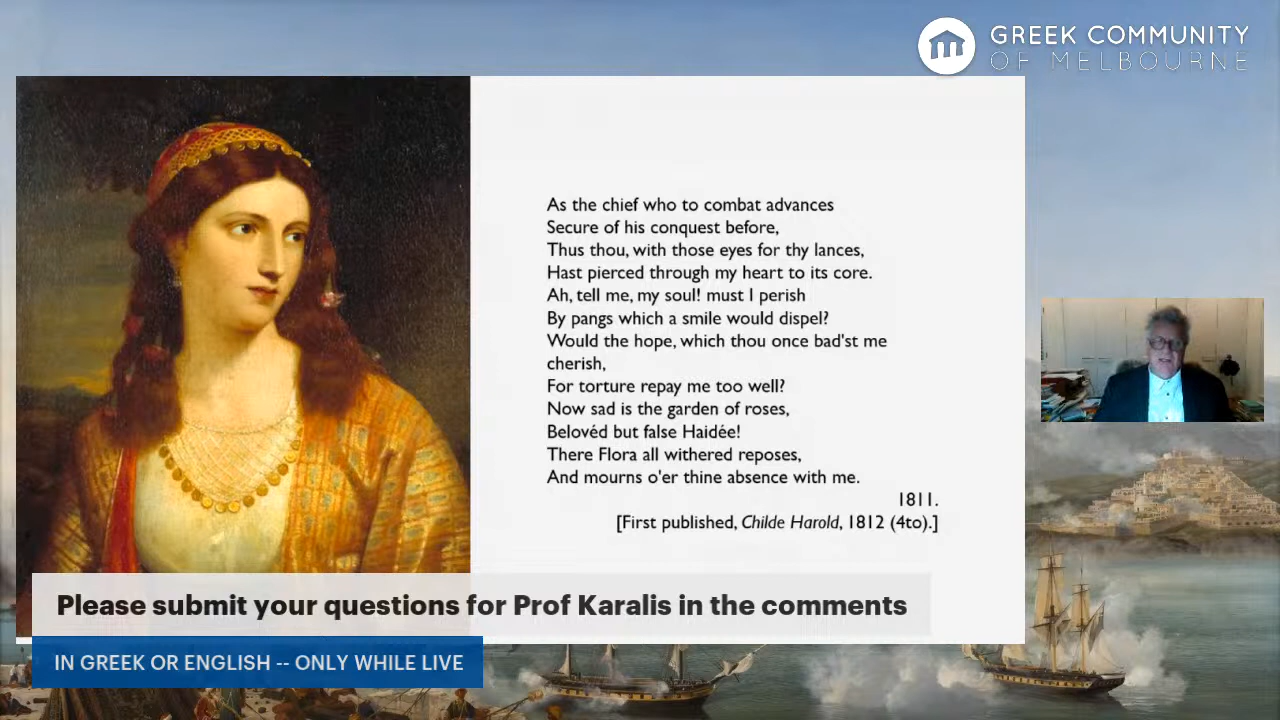 GREEK COMMUNITY
OF MELBOURNE
As the chief who to combat advances
Secure of his conquest before,
Thus thou, with those eyes for thy lances,
Hast pierced through my heart to its core.
Ah, tell me, my soul! must I perish
By pangs which a smile would dispel?
Would the hope, which thou once bad'st me
cherish,
For torture repay me too well?
Now sad is the garden of roses,
Belovéd but false Haidée!
There Flora all withered reposes,
And mourns o'er thine absence with me.
1811.
[First published, Childe Harold, 1812 (4to).]
Please submit your questions for Prof Karalis in the comments
IN GREEK OR ENGLISH -- ONLY WHILE LIVE